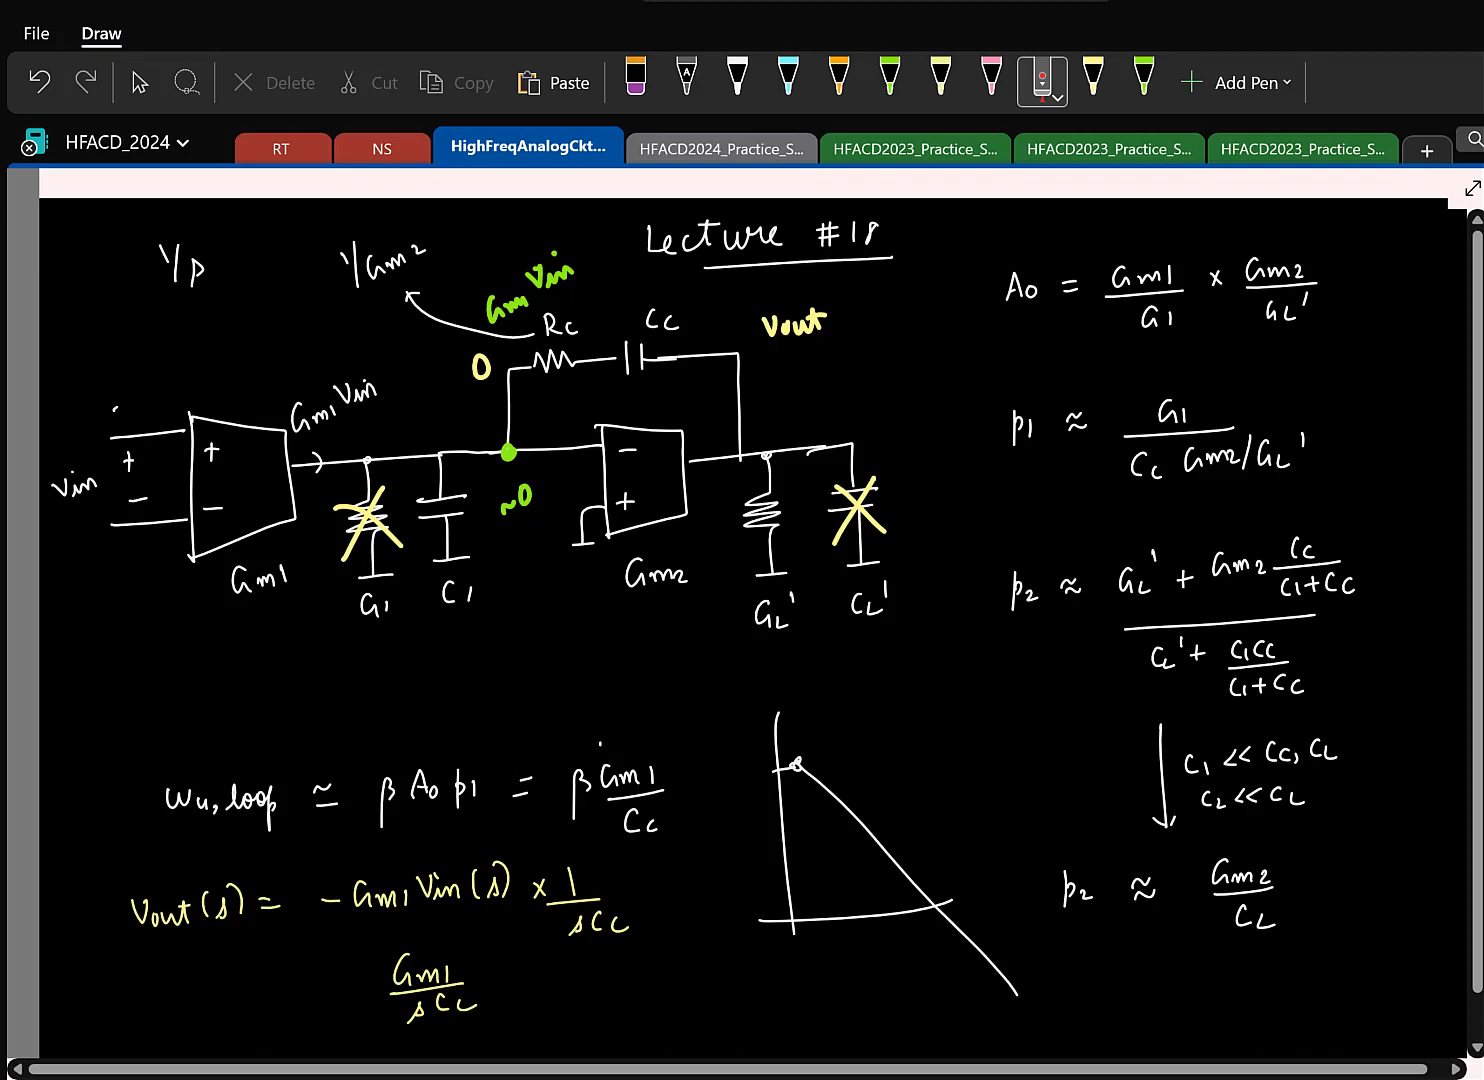 File Draw
Delete Cut Copy Paste A Add Pen
HFACD_2024 RT NS HighFreqAnalogCkt... HFACD2024_Practice_S... HFACD2023_Practice_S... HFACD2023_Practice_S... HFACD2023_Practice_S... +
Lecture #18
I/p
1/Gm2
Gm1 Vin
Rc Cc Vout
0
Gm1 Vin
Vin + - + - Gm1
G1 C1
~0
- + Gm2
GL' CL'
A0 = Gm1/G1 x Gm2/GL'
p1 ≈ G1/(Cc Gm2/GL')
p2 ≈ (GL' + Gm2 Cc/(C1+Cc))/(CL' + C1Cc/(C1+Cc))
C1 << Cc, CL
C2 << CL
p2 ≈ Gm2/CL
ωu,loop ≃ β A0 p1 = β Gm1/Cc
Vout(s) = -Gm1 Vin(s) x 1/sCc
Gm1/sCc